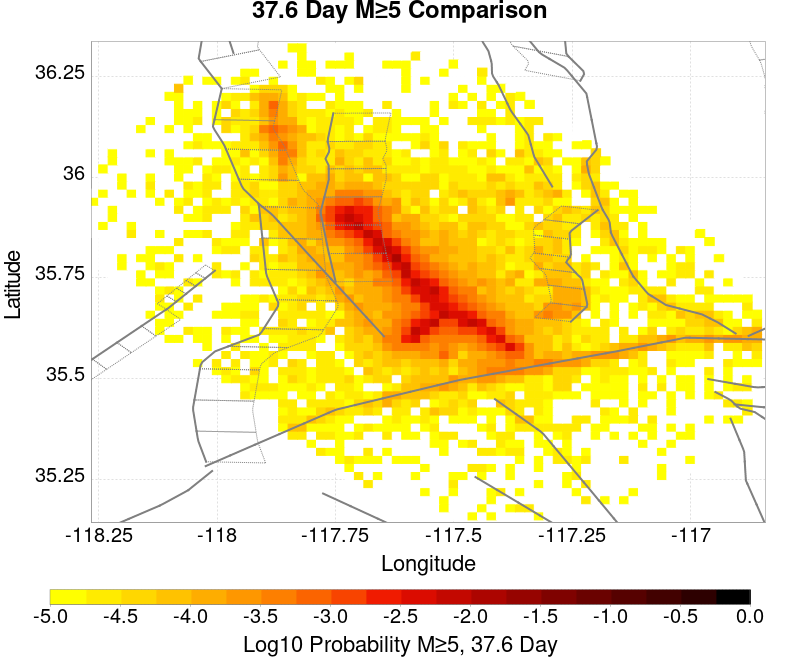 37.6 Day M≥5 Comparison
36.25
36
35.75
35.5
35.25
Latitude
-118.25 -118 -117.75 -117.5 -117.25 -117
Longitude
-5.0 -4.5 -4.0 -3.5 -3.0 -2.5 -2.0 -1.5 -1.0 -0.5 0.0
Log10 Probability M≥5, 37.6 Day